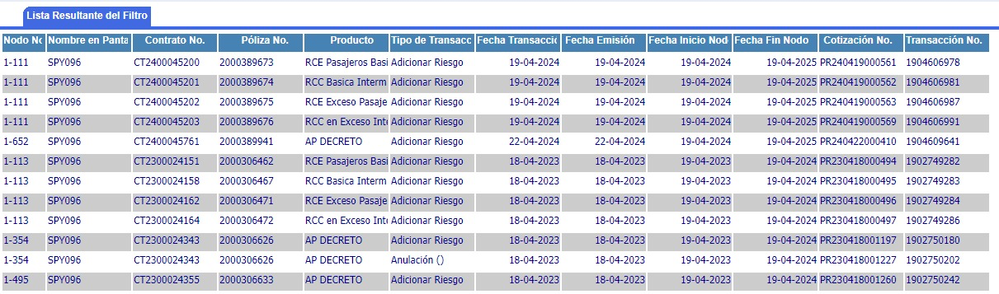 Lista Resultante del Filtro
Nodo No Nombre en Panta Contrato No. Póliza No. Producto Tipo de Transacc Fecha Transacció Fecha Emisión Fecha Inicio Nod Fecha Fin Nodo Cotización No. Transacción No.
1-111 SPY096 CT2400045200 2000389673 RCE Pasajeros Basi Adicionar Riesgo 19-04-2024 19-04-2024 19-04-2024 19-04-2025 PR240419000561 1904606978
1-111 SPY096 CT2400045201 2000389674 RCC Basica Interm Adicionar Riesgo 19-04-2024 19-04-2024 19-04-2024 19-04-2025 PR240419000562 1904606981
1-111 SPY096 CT2400045202 2000389675 RCE Exceso Pasaje Adicionar Riesgo 19-04-2024 19-04-2024 19-04-2024 19-04-2025 PR240419000563 1904606987
1-111 SPY096 CT2400045203 2000389676 RCC en Exceso Inte Adicionar Riesgo 19-04-2024 19-04-2024 19-04-2024 19-04-2025 PR240419000569 1904606991
1-652 SPY096 CT2400045761 2000389941 AP DECRETO Adicionar Riesgo 22-04-2024 22-04-2024 19-04-2024 19-04-2025 PR240422000410 1904609641
1-113 SPY096 CT2300024151 2000306462 RCE Pasajeros Basi Adicionar Riesgo 18-04-2023 18-04-2023 19-04-2023 19-04-2024 PR230418000494 1902749282
1-113 SPY096 CT2300024158 2000306467 RCC Basica Interm Adicionar Riesgo 18-04-2023 18-04-2023 19-04-2023 19-04-2024 PR230418000495 1902749283
1-113 SPY096 CT2300024162 2000306471 RCE Exceso Pasaje Adicionar Riesgo 18-04-2023 18-04-2023 19-04-2023 19-04-2024 PR230418000496 1902749284
1-113 SPY096 CT2300024164 2000306472 RCC en Exceso Inte Adicionar Riesgo 18-04-2023 18-04-2023 19-04-2023 19-04-2024 PR230418000497 1902749286
1-354 SPY096 CT2300024343 2000306626 AP DECRETO Adicionar Riesgo 18-04-2023 18-04-2023 19-04-2023 19-04-2024 PR230418001197 1902750180
1-354 SPY096 CT2300024343 2000306626 AP DECRETO Anulación () 18-04-2023 18-04-2023 19-04-2023 19-04-2024 PR230418001227 1902750202
1-495 SPY096 CT2300024355 2000306633 AP DECRETO Adicionar Riesgo 18-04-2023 18-04-2023 19-04-2023 19-04-2024 PR230418001260 1902750242